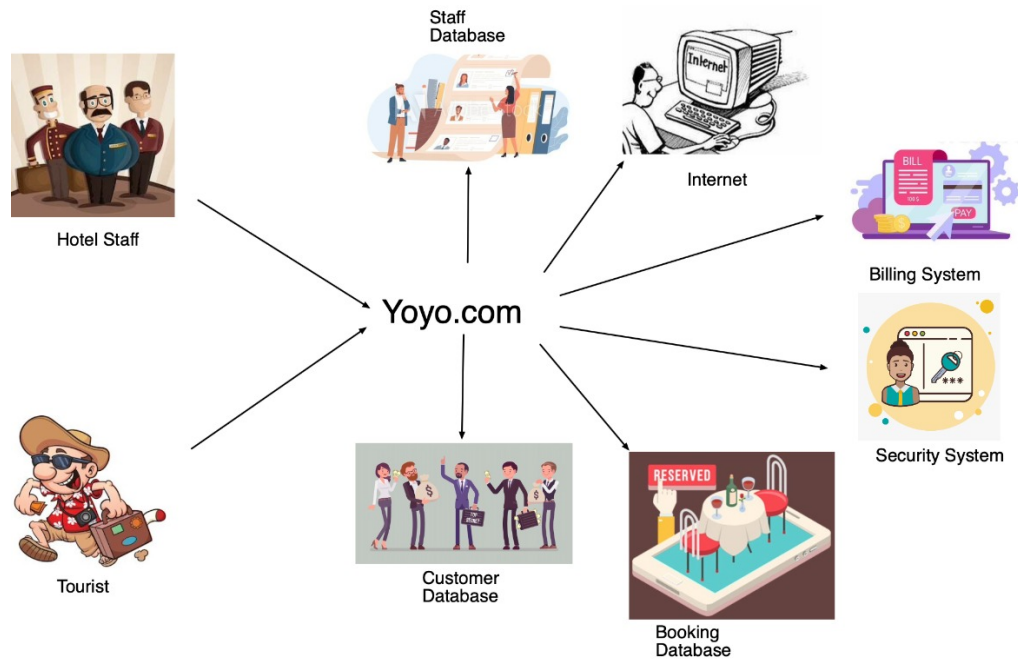 Staff
Database
Internet
Internet
Hotel Staff
BILL
100 $
PAY
Billing System
Yoyo.com
***
Security System
Tourist
$
$
Customer
Database
RESERVED
Booking
Database